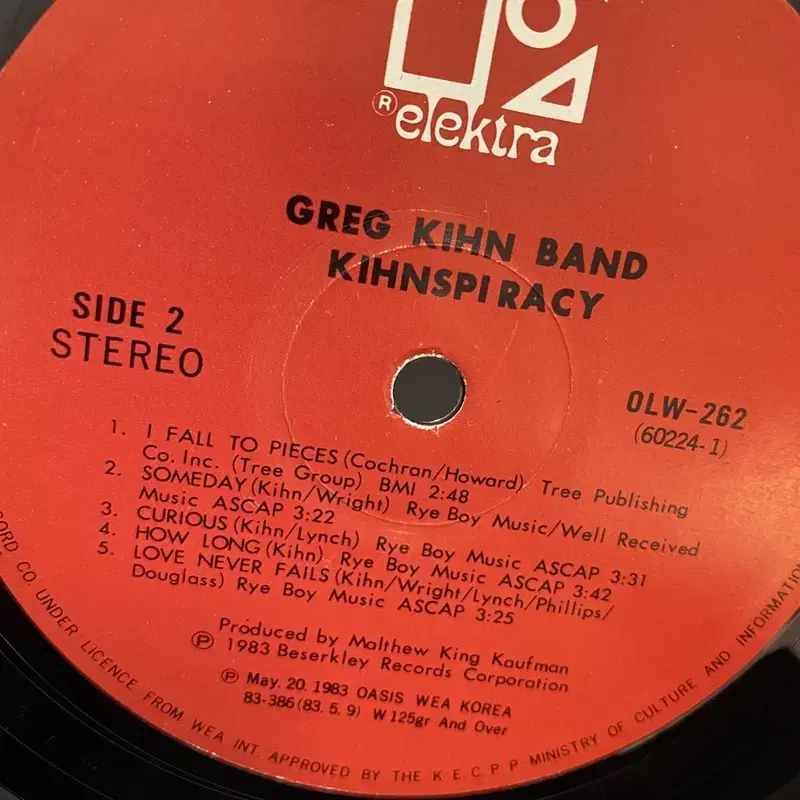 ® elektra
GREG KIHN BAND
KIHNSPIRACY
SIDE 2
STEREO
OLW-262
(60224-1)
1. I FALL TO PIECES (Cochran/Howard) Tree Publishing
Co. Inc. (Tree Group) BMI 2:48
2. SOMEDAY (Kihn/Wright) Rye Boy Music/Well Received
Music ASCAP 3:22
3. CURIOUS (Kihn/Lynch) Rye Boy Music ASCAP 3:31
4. HOW LONG (Kihn) Rye Boy Music ASCAP 3:42
5. LOVE NEVER FAILS (Kihn/Wright/Lynch/Phillips/
Douglass) Rye Boy Music ASCAP 3:25
Produced by Malthew King Kaufman
℗ 1983 Beserkley Records Corporation
℗ May. 20. 1983 OASIS WEA KOREA
83-386 (83. 5. 9) W 125gr And Over
CO. UNDER LICENCE FROM WEA INT. APPROVED BY THE K E. C. P. P. MINISTRY OF CULTURE AND INFORMATION